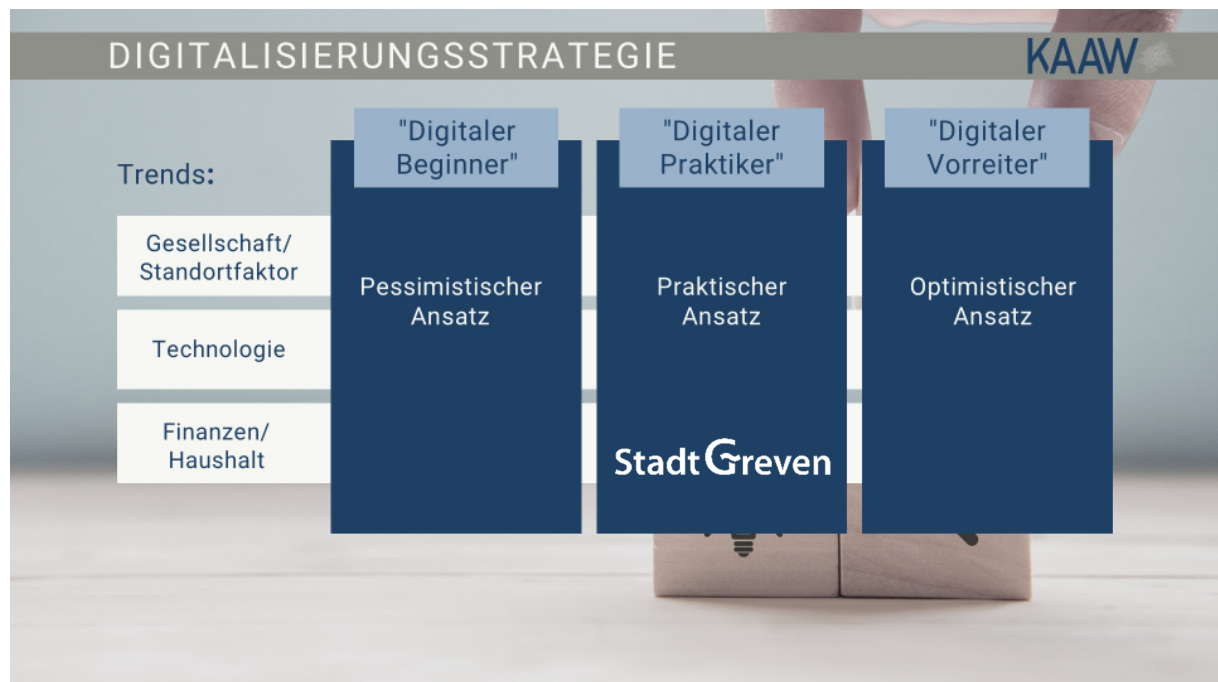 DIGITALISIERUNGSSTRATEGIE
KAAW
Trends:
"Digitaler
Beginner"
"Digitaler
Praktiker"
"Digitaler
Vorreiter"
Gesellschaft/
Standortfaktor
Technologie
Finanzen/
Haushalt
Pessimistischer
Ansatz
Praktischer
Ansatz
Optimistischer
Ansatz
Stadt Greven